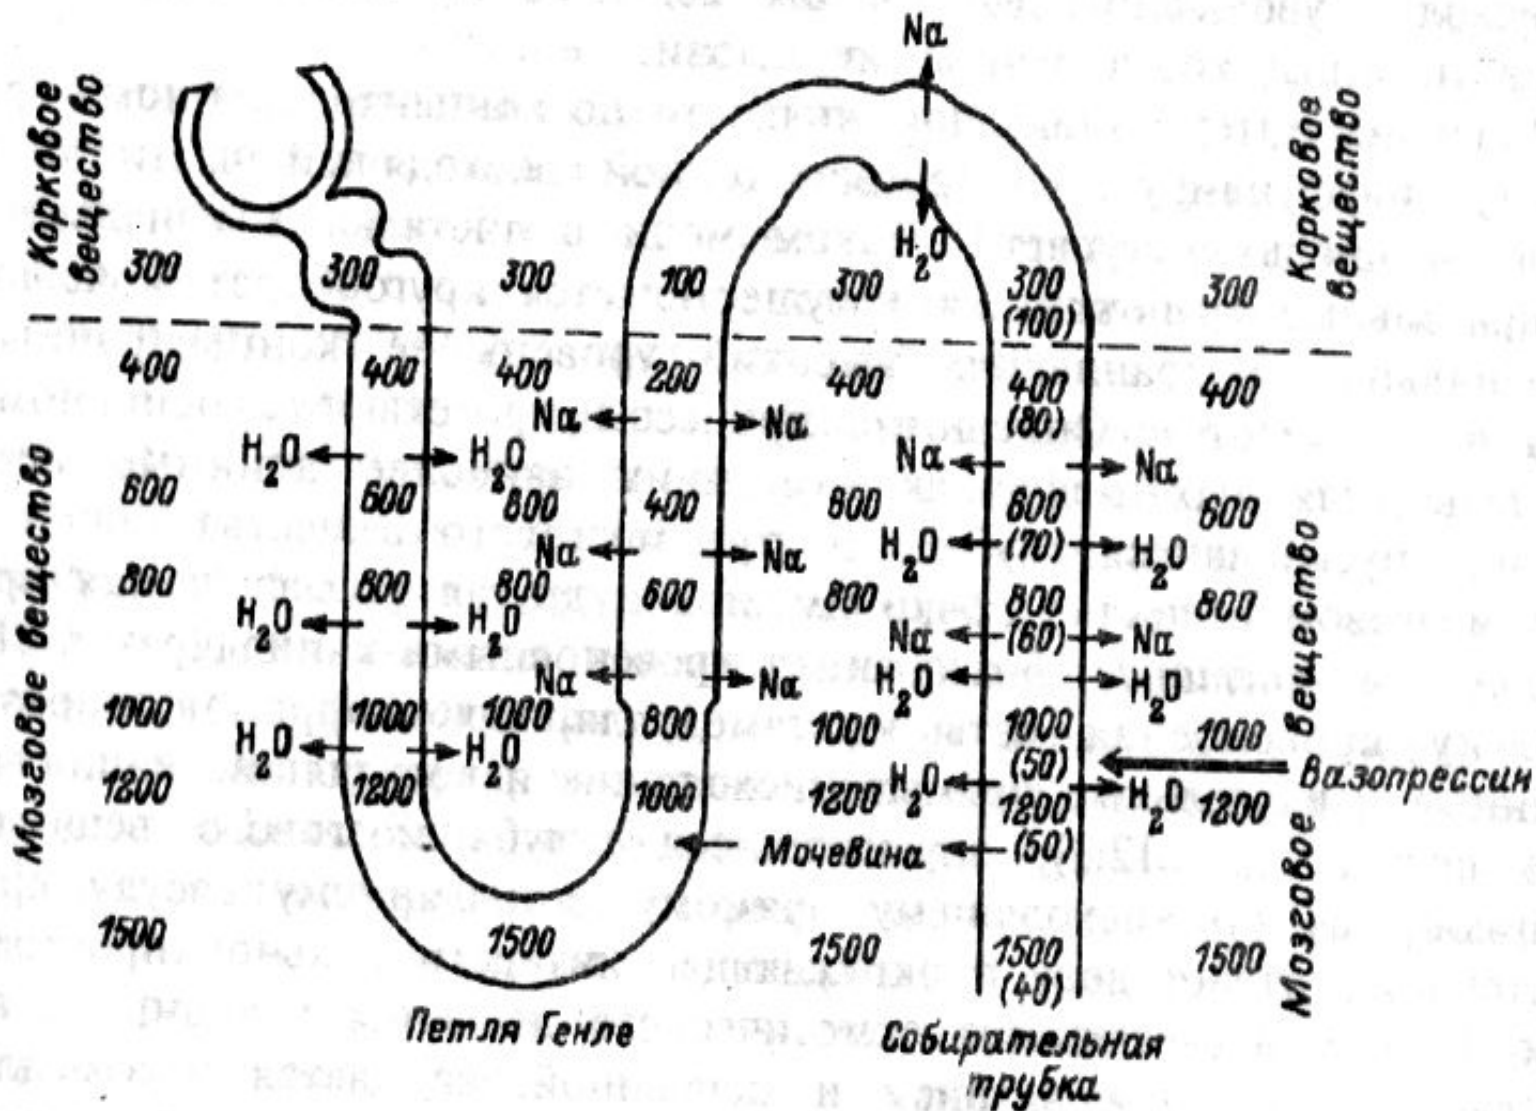 Na
Корковое
вещество
Корковое
вещество
H2O
300 300 300 100 300 300 300
(100)
400 400 400 200 400 400 400
(80)
Na Na
H2O H2O
Na Na
600 600 600 400 600 600 600
H2O (70) H2O
Na Na
800 800 800 600 800 800 800
H2O H2O
Na (60) Na
Na Na
H2O H2O
1000 1000 1000 800 1000 1000 1000
H2O H2O
(50)
Вазопрессин
1200 1200 1000 1200 H2O 1200 H2O 1200
Мочевина (50)
1500 1500 1500 1500 1500
(40)
Мозговое вещество
Мозговое вещество
Петля Генле
Собирательная
трубка